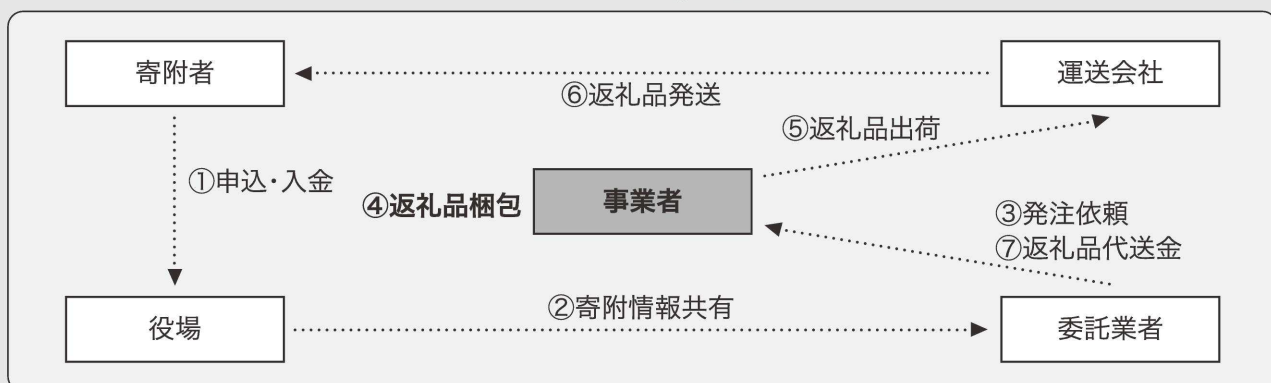 寄附者
運送会社
⑥返礼品発送
⑤返礼品出荷
①申込・入金
④返礼品梱包
事業者
③発注依頼
⑦返礼品代送金
②寄附情報共有
役場
委託業者